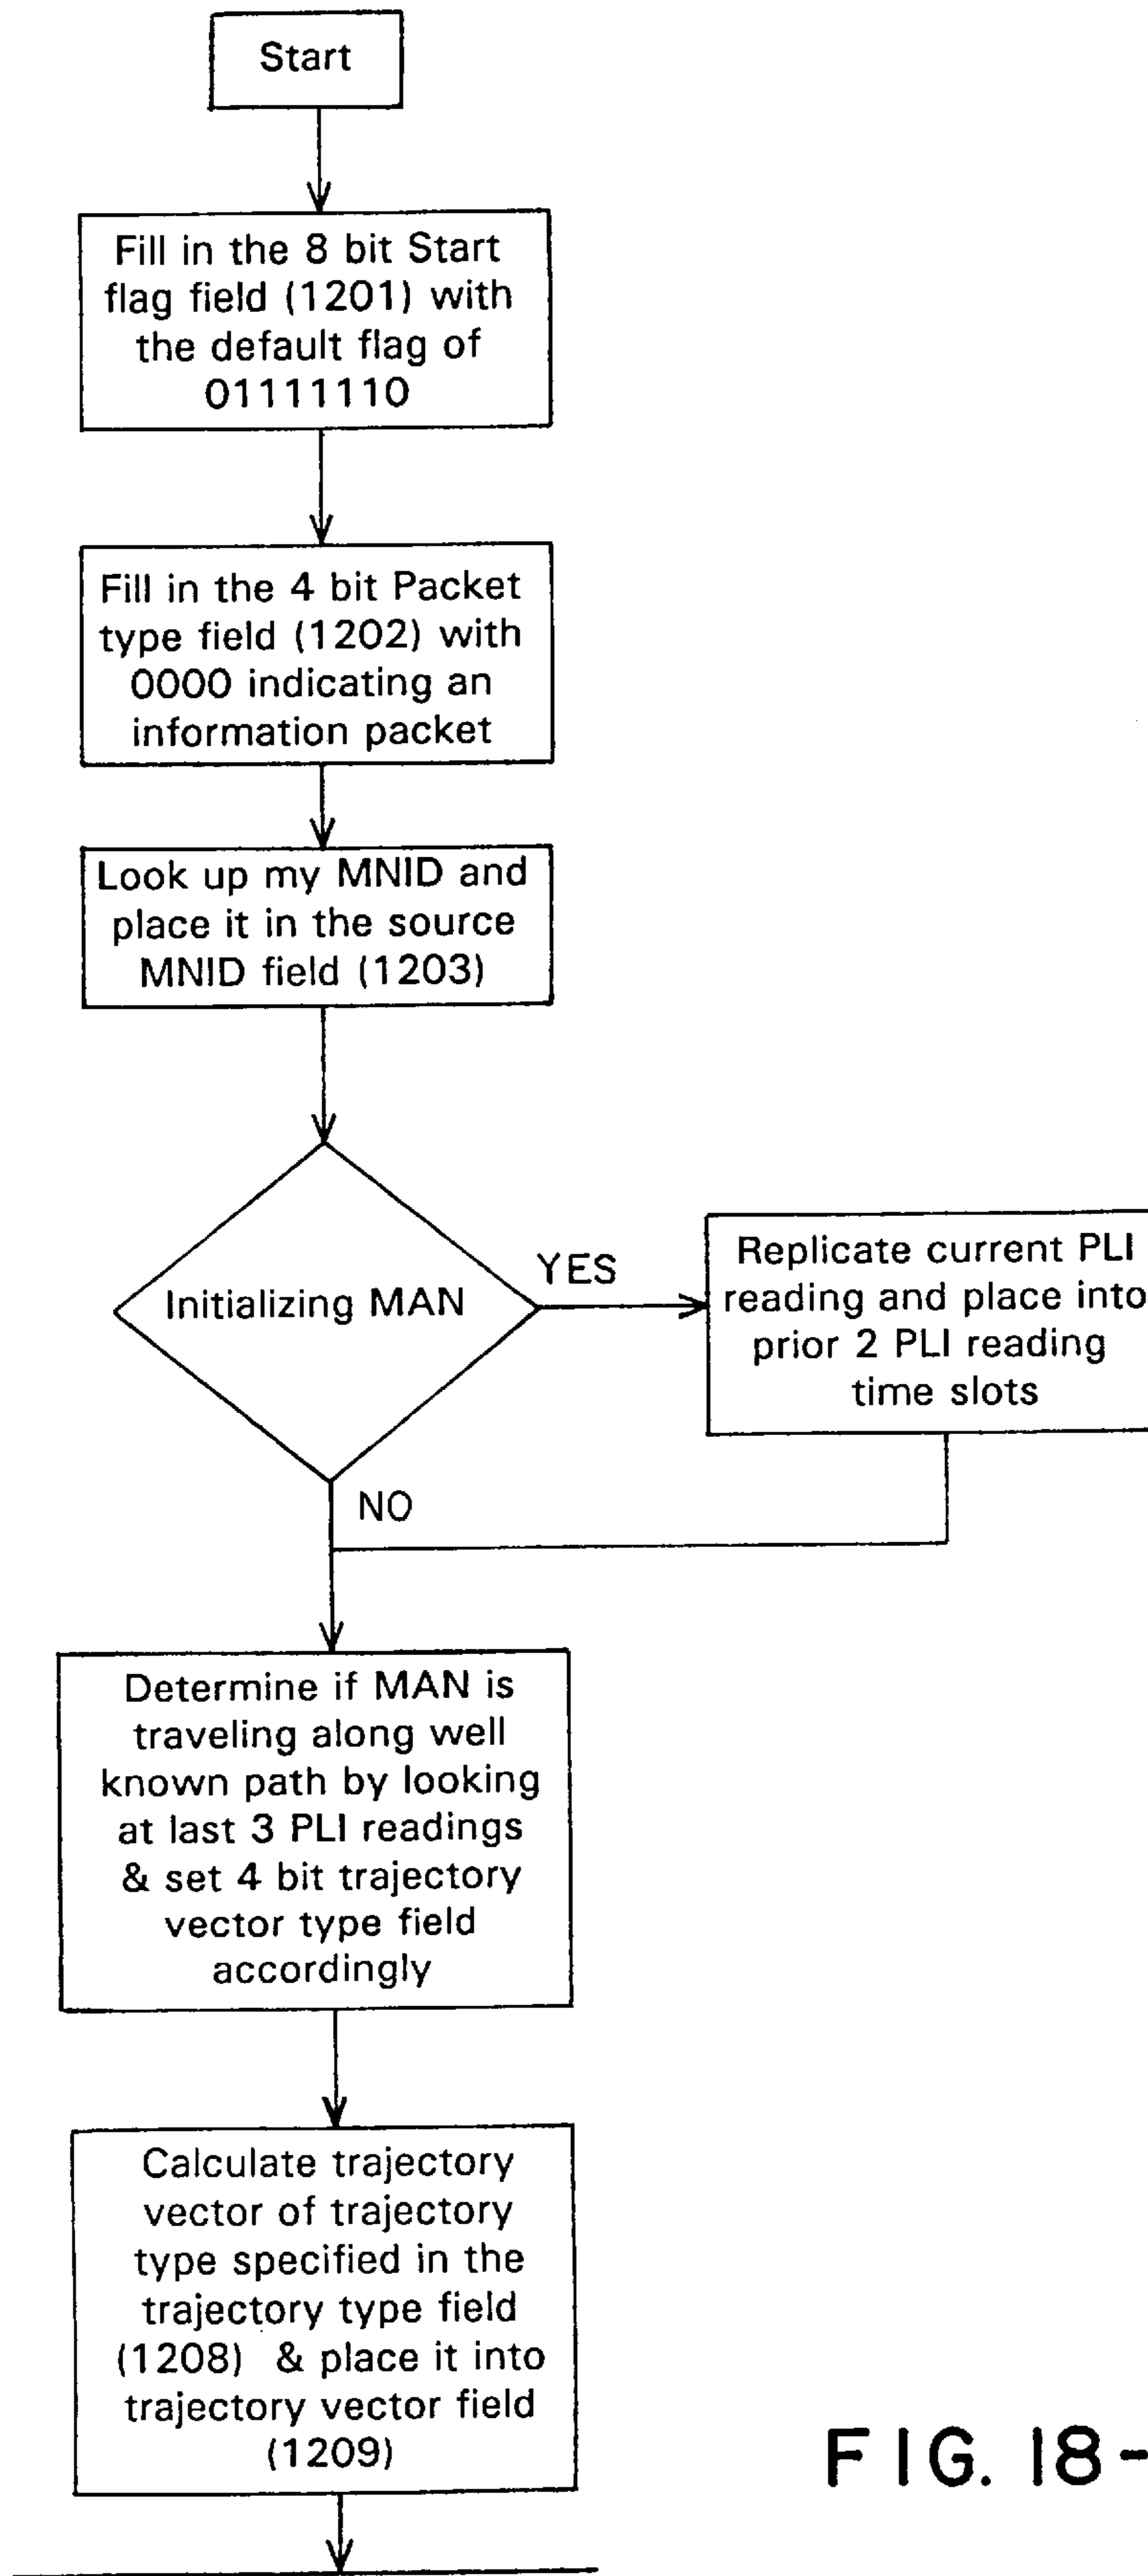 Start
Fill in the 8 bit Start
flag field (1201) with
the default flag of
01111110
Fill in the 4 bit Packet
type field (1202) with
0000 indicating an
information packet
Look up my MNID and
place it in the source
MNID field (1203)
Initializing MAN
YES
Replicate current PLI
reading and place into
prior 2 PLI reading
time slots
NO
Determine if MAN is
traveling along well
known path by looking
at last 3 PLI readings
& set 4 bit trajectory
vector type field
accordingly
Calculate trajectory
vector of trajectory
type specified in the
trajectory type field
(1208) & place it into
trajectory vector field
(1209)
FIG. 18-